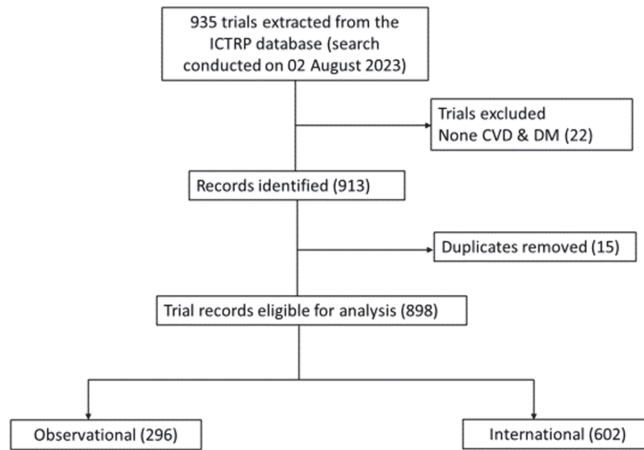 935 trials extracted from the
ICTRP database (search
conducted on 02 August 2023)
Trials excluded
None CVD & DM (22)
Records identified (913)
Duplicates removed (15)
Trial records eligible for analysis (898)
Observational (296)
International (602)